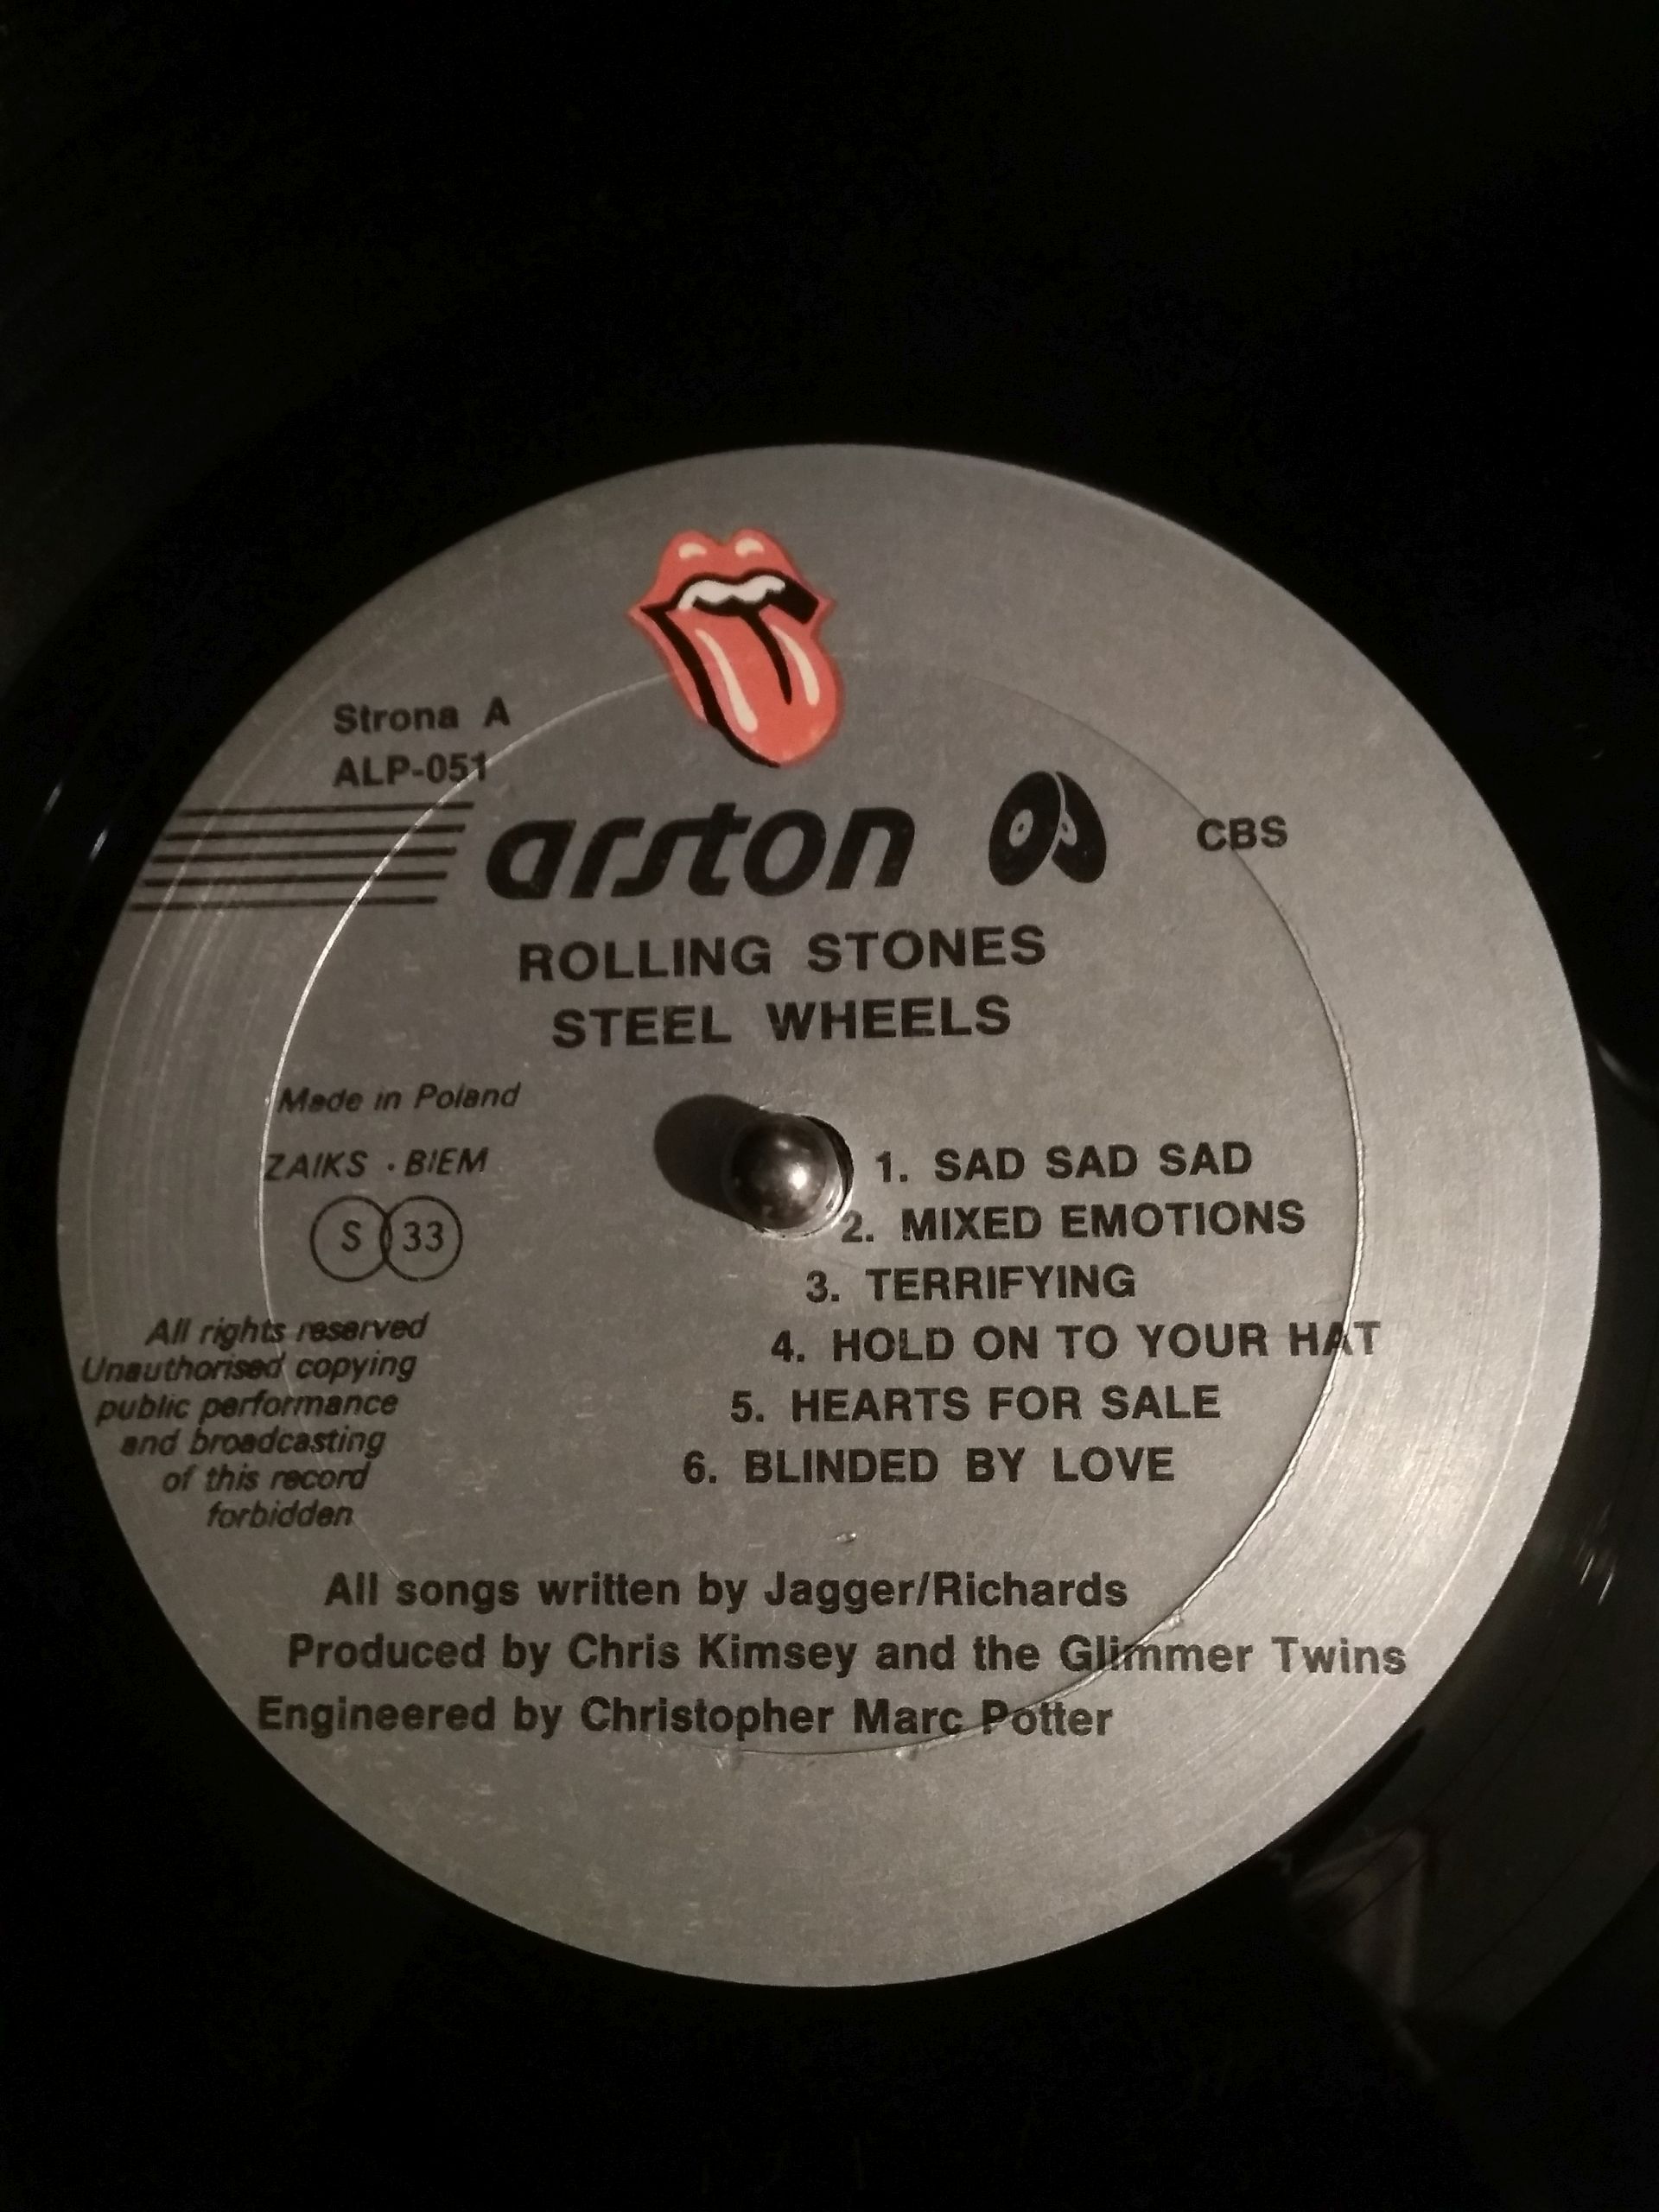 Strona A
ALP-051
arston
CBS
ROLLING STONES
STEEL WHEELS
Made in Poland
ZAIKS · BIEM
S 33
All rights reserved
Unauthorised copying
public performance
and broadcasting
of this record
forbidden
1. SAD SAD SAD
2. MIXED EMOTIONS
3. TERRIFYING
4. HOLD ON TO YOUR HAT
5. HEARTS FOR SALE
6. BLINDED BY LOVE
All songs written by Jagger/Richards
Produced by Chris Kimsey and the Glimmer Twins
Engineered by Christopher Marc Potter